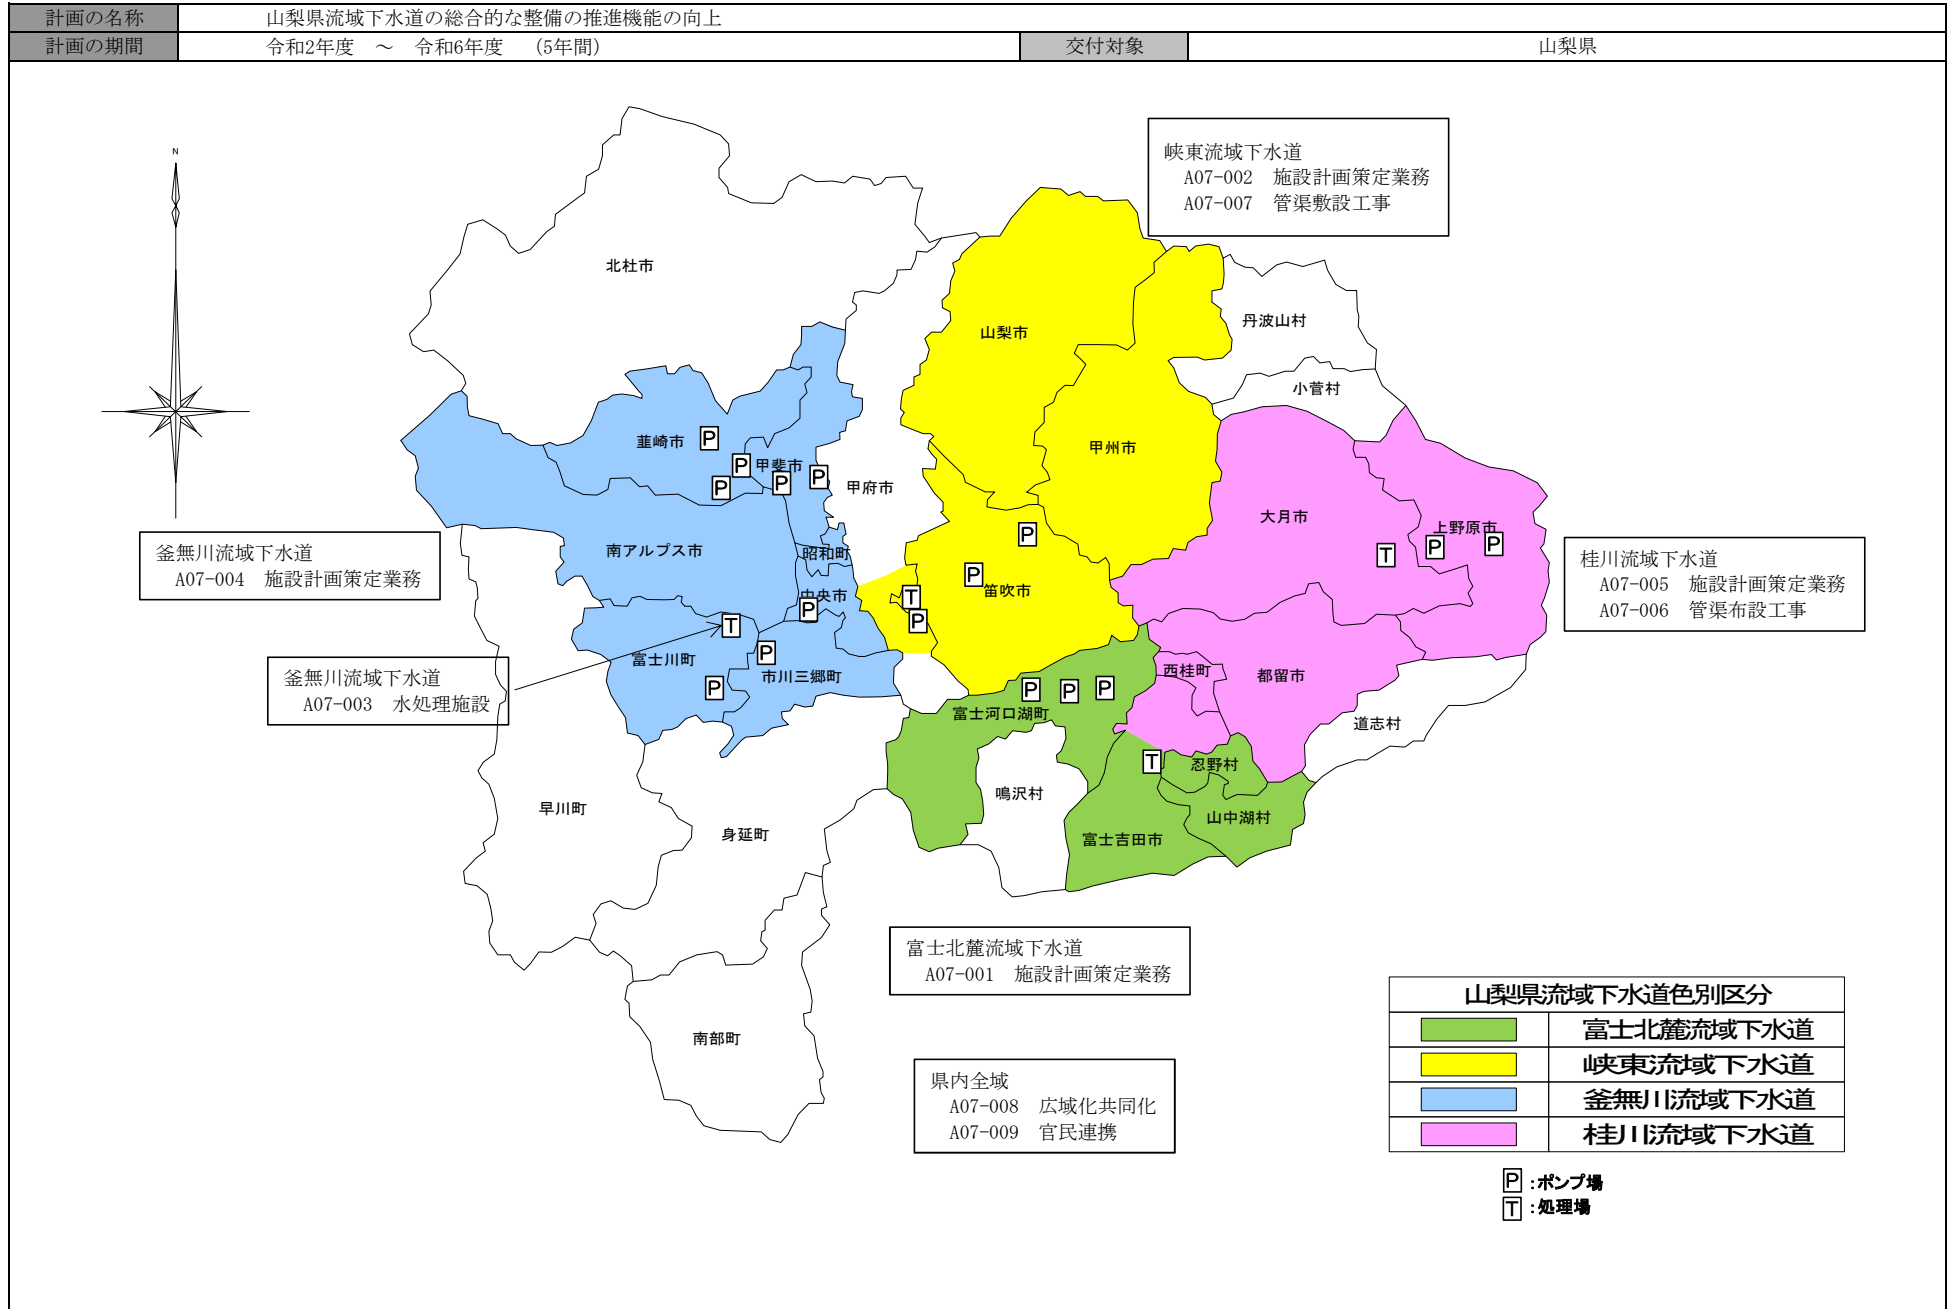 計画の名称 山梨県流域下水道の総合的な整備の推進機能の向上
計画の期間 令和2年度 ～ 令和6年度 （5年間） 交付対象 山梨県
N
峡東流域下水道
A07-002 施設計画策定業務
A07-007 管渠敷設工事
北杜市
山梨市
丹波山村
小菅村
韮崎市
P
甲州市
P
甲斐市
P
P
P
甲府市
大月市
上野原市
釜無川流域下水道
A07-004 施設計画策定業務
南アルプス市
昭和町
P
T
P
P
桂川流域下水道
A07-005 施設計画策定業務
A07-006 管渠布設工事
中央市
P
P
笛吹市
T
P
T
富士川町
P
市川三郷町
P
釜無川流域下水道
A07-003 水処理施設
西桂町
都留市
P
P
P
富士河口湖町
道志村
T
忍野村
鳴沢村
早川町
身延町
山中湖村
富士吉田市
富士北麓流域下水道
A07-001 施設計画策定業務
南部町
県内全域
A07-008 広域化共同化
A07-009 官民連携
山梨県流域下水道色別区分
富士北麓流域下水道
峡東流域下水道
釜無川流域下水道
桂川流域下水道
P :ポンプ場
T :処理場